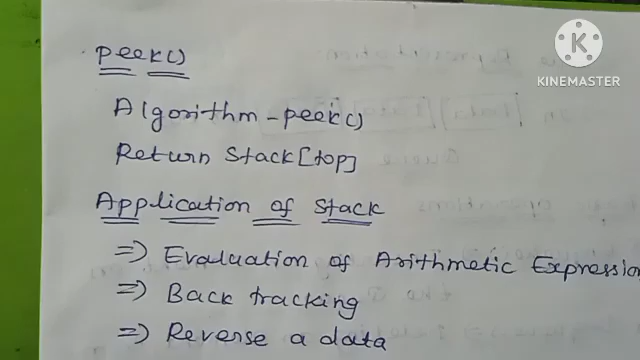 peek()
Algorithm-peek()
Return Stack[top]
Application of Stack
=) Evaluation of Arithmetic Expression
=) Back tracking
=) Reverse a data
K
KINEMASTER